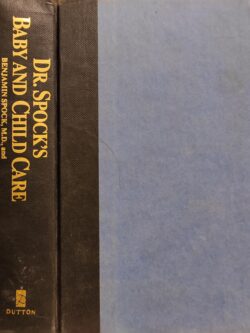 DR. SPOCK'S
BABY AND CHILD CARE
BENJAMIN SPOCK, M.D., and
DUTTON